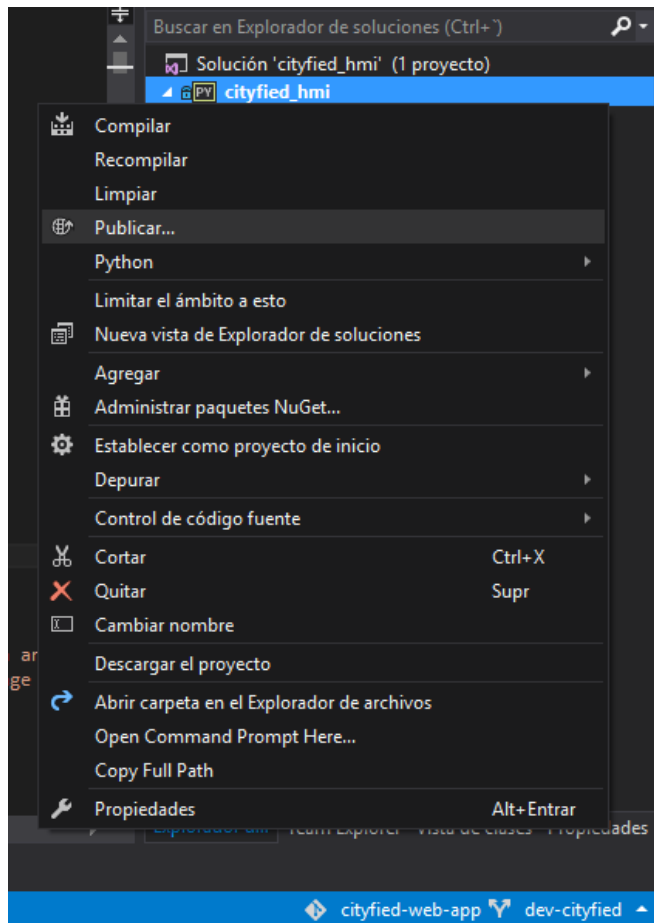 Buscar en Explorador de soluciones (Ctrl+`)
Solución 'cityfied_hmi' (1 proyecto)
PY cityfied_hmi
Compilar
Recompilar
Limpiar
Publicar...
Python
Limitar el ámbito a esto
Nueva vista de Explorador de soluciones
Agregar
Administrar paquetes NuGet...
Establecer como proyecto de inicio
Depurar
Control de código fuente
Cortar Ctrl+X
Quitar Supr
Cambiar nombre
ar
Descargar el proyecto
ge
Abrir carpeta en el Explorador de archivos
Open Command Prompt Here...
Copy Full Path
Propiedades Alt+Entrar
Explorador d... Team Explorer Vista de clases Propiedades
cityfied-web-app dev-cityfied